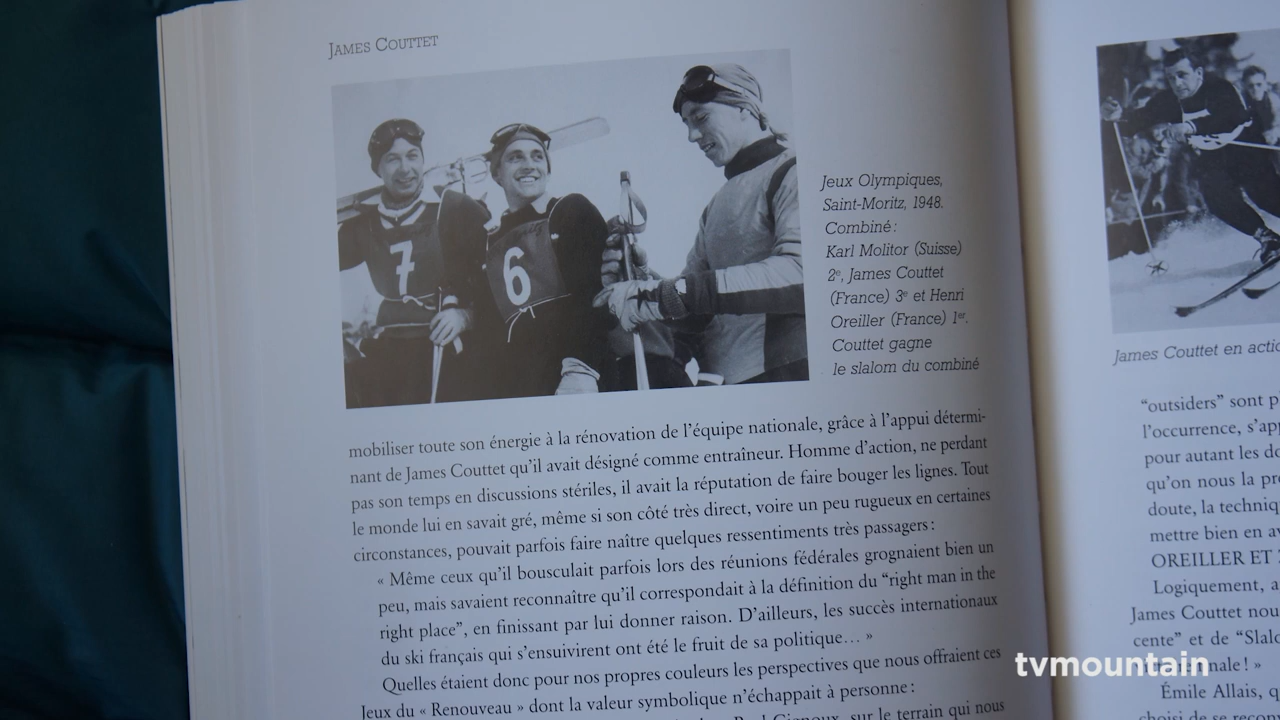 JAMES COUTTET
7
6
Jeux Olympiques,
Saint-Moritz, 1948.
Combiné :
Karl Molitor (Suisse)
2e, James Couttet
(France) 3e et Henri
Oreiller (France) 1er.
Couttet gagne
le slalom du combiné
mobiliser toute son énergie à la rénovation de l'équipe nationale, grâce à l'appui détermi-
nant de James Couttet qu'il avait désigné comme entraîneur. Homme d'action, ne perdant
pas son temps en discussions stériles, il avait la réputation de faire bouger les lignes. Tout
le monde lui en savait gré, même si son côté très direct, voire un peu rugueux en certaines
circonstances, pouvait parfois faire naître quelques ressentiments très passagers :
« Même ceux qu'il bousculait parfois lors des réunions fédérales grognaient bien un
peu, mais savaient reconnaître qu'il correspondait à la définition du “right man in the
right place”, en finissant par lui donner raison. D'ailleurs, les succès internationaux
du ski français qui s'ensuivirent ont été le fruit de sa politique… »
Quelles étaient donc pour nos propres couleurs les perspectives que nous offraient ces
Jeux du « Renouveau » dont la valeur symbolique n'échappait à personne :
sur le terrain qui nous
James Couttet en
“outsiders” sont
l'occurrence,
pour autant les
qu'on nous la
doute, la
mettre bien en
OREILLER ET
Logiquement,
James Couttet
cente” et de
! »
Émile Allais,
choisi de se
tvmountain